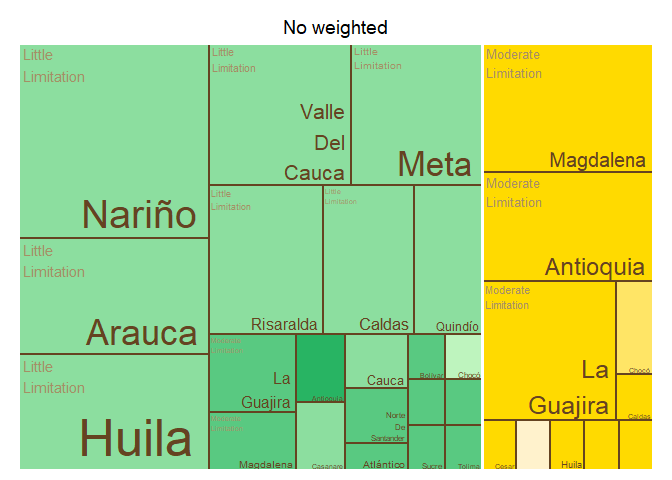 No weighted
Little
Limitation
Nariño
Little
Limitation
Arauca
Little
Limitation
Huila
Little
Limitation
Valle
Del
Cauca
Little
Limitation
Meta
Little
Limitation
Risaralda
Little
Limitation
Caldas
Quindío
Moderate
Limitation
La
Guajira
Moderate
Limitation
Magdalena
Antioquia
Casanare
Cauca
Norte
De
Santander
Atlántico
Bolívar
Chocó
Sucre
Tolima
Moderate
Limitation
Magdalena
Moderate
Limitation
Antioquia
Moderate
Limitation
La
Guajira
Chocó
Caldas
Cesar
Huila